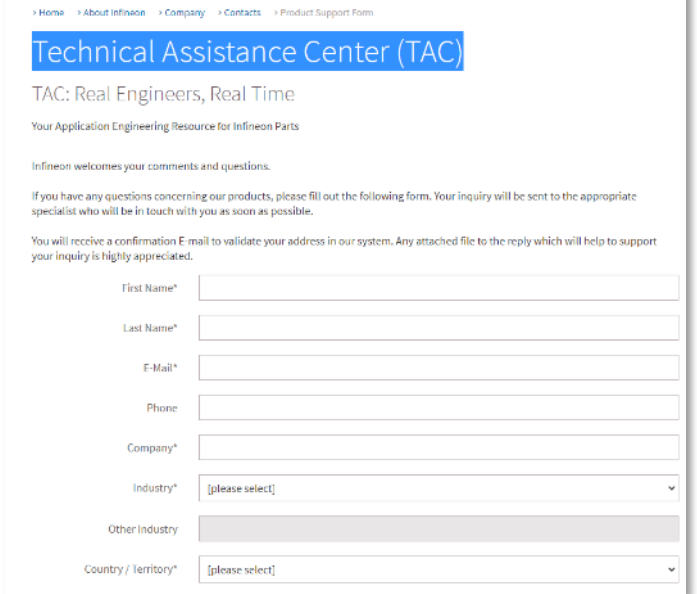 > Home > About Infineon > Company > Contacts > Product Support Form
Technical Assistance Center (TAC)
TAC: Real Engineers, Real Time
Your Application Engineering Resource for Infineon Parts
Infineon welcomes your comments and questions.
If you have any questions concerning our products, please fill out the following form. Your inquiry will be sent to the appropriate
specialist who will be in touch with you as soon as possible.
You will receive a confirmation E-mail to validate your address in our system. Any attached file to the reply which will help to support
your inquiry is highly appreciated.
First Name*
Last Name*
E-Mail*
Phone
Company*
Industry* [please select]
Other Industry
Country / Territory* [please select]